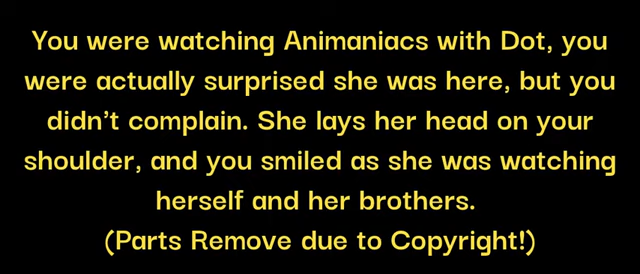 You were watching Animaniacs with Dot, you
were actually surprised she was here, but you
didn't complain. She lays her head on your
shoulder, and you smiled as she was watching
herself and her brothers.
(Parts Remove due to Copyright!)